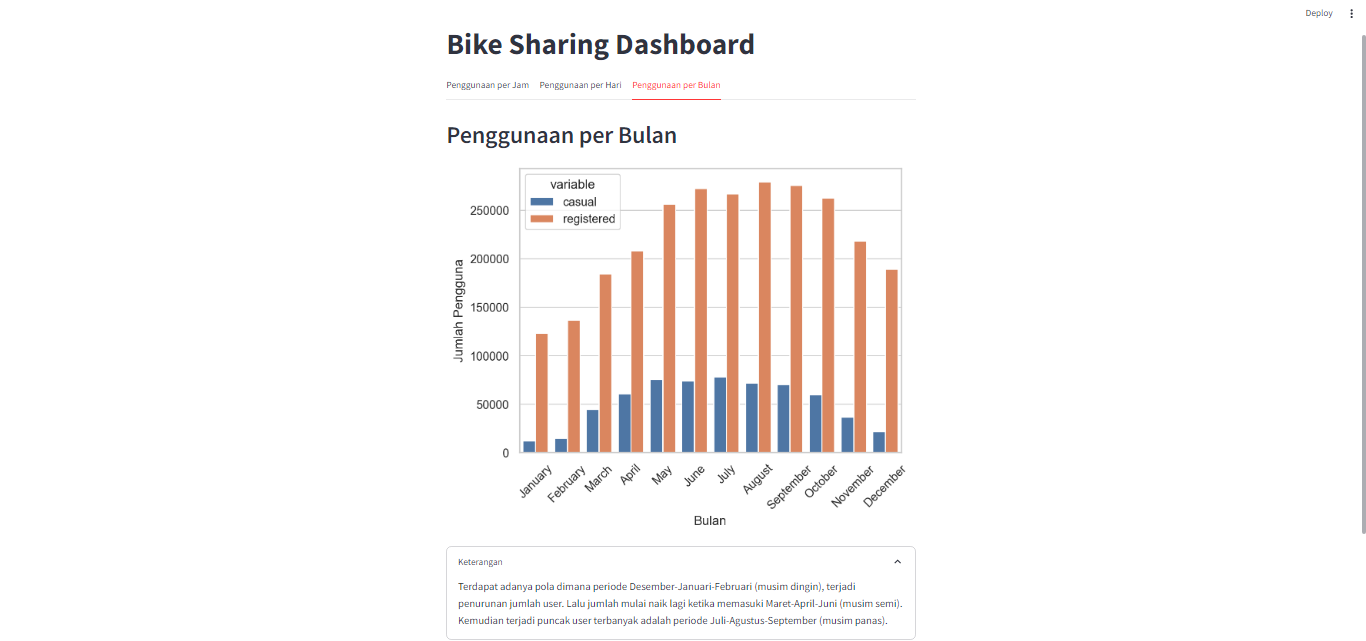 Deploy
Bike Sharing Dashboard
Penggunaan per Jam Penggunaan per Hari Penggunaan per Bulan
Penggunaan per Bulan
variable
casual
registered
Jumlah Pengguna
250000
200000
150000
100000
50000
0
January February March April May June July August September October November December
Bulan
Keterangan
Terdapat adanya pola dimana periode Desember-Januari-Februari (musim dingin), terjadi
penurunan jumlah user. Lalu jumlah mulai naik lagi ketika memasuki Maret-April-Juni (musim semi).
Kemudian terjadi puncak user terbanyak adalah periode Juli-Agustus-September (musim panas).